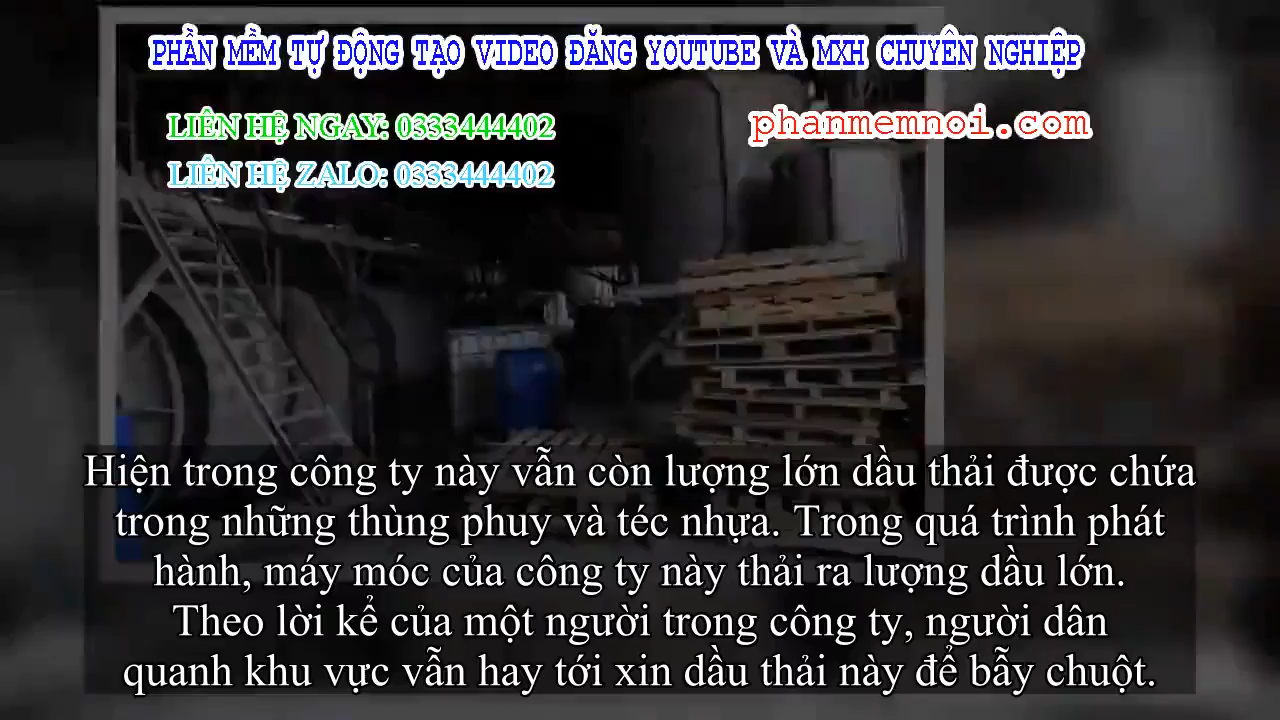 PHẦN MỀM TỰ ĐỘNG TẠO VIDEO ĐĂNG YOUTUBE VÀ MXH CHUYÊN NGHIỆP
LIÊN HỆ NGAY: 0333444402
phanmemnoi.com
LIÊN HỆ ZALO: 0333444402
Hiện trong công ty này vẫn còn lượng lớn dầu thải được chứa
trong những thùng phuy và téc nhựa. Trong quá trình phát
hành, máy móc của công ty này thải ra lượng dầu lớn.
Theo lời kể của một người trong công ty, người dân
quanh khu vực vẫn hay tới xin dầu thải này để bẫy chuột.